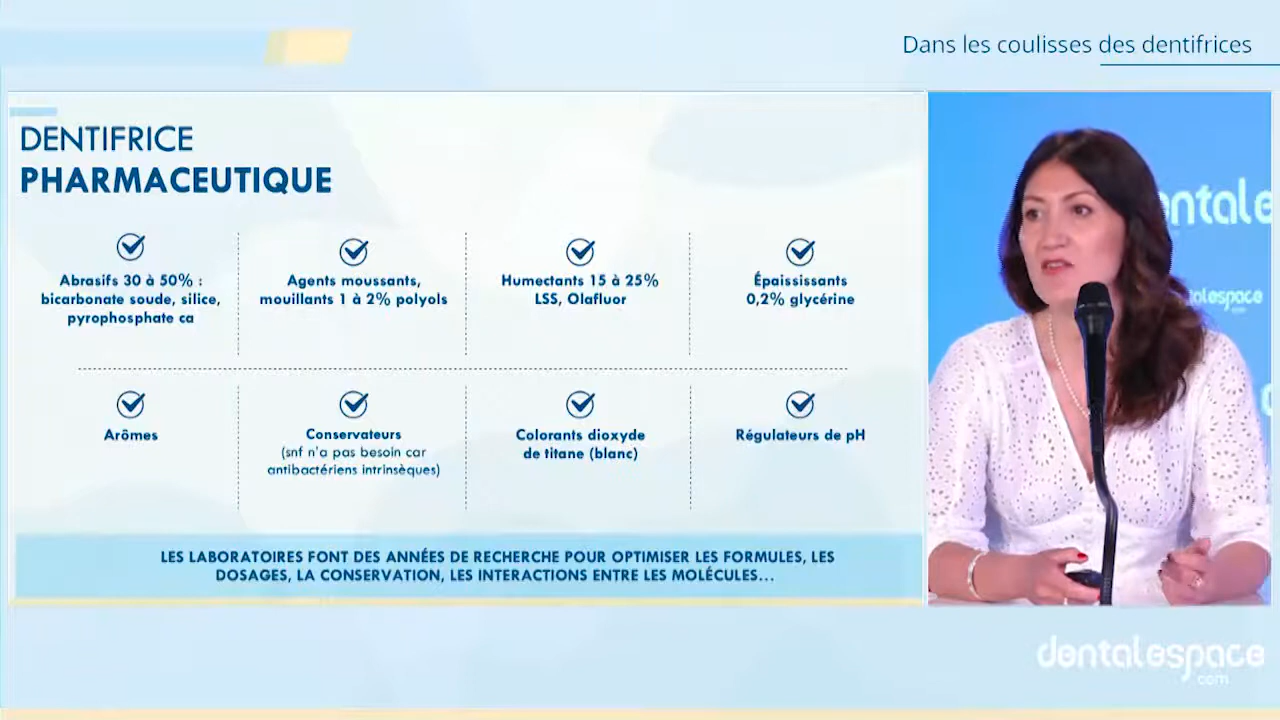 Dans les coulisses des dentifrices
DENTIFRICE
PHARMACEUTIQUE
Abrasifs 30 à 50% :
bicarbonate soude, silice,
pyrophosphate ca
Agents moussants,
mouillants 1 à 2% polyols
Humectants 15 à 25%
LSS, Olafluor
Épaississants
0,2% glycérine
Arômes
Conservateurs
(snf n'a pas besoin car
antibactériens intrinsèques)
Colorants dioxyde
de titane (blanc)
Régulateurs de pH
LES LABORATOIRES FONT DES ANNÉES DE RECHERCHE POUR OPTIMISER LES FORMULES, LES
DOSAGES, LA CONSERVATION, LES INTERACTIONS ENTRE LES MOLÉCULES...
entale
ntalespace
dentalespace
.com